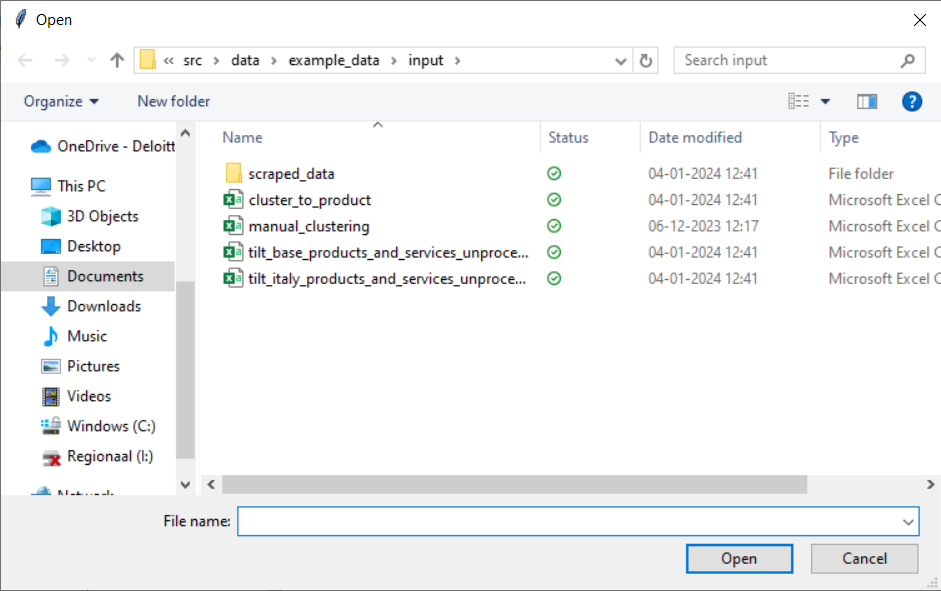 Open
« src › data › example_data › input ›
Search input
Organize
New folder
Name Status Date modified Type
OneDrive - Deloitt
This PC
3D Objects
Desktop
Documents
Downloads
Music
Pictures
Videos
Windows (C:)
Regionaal (I:)
Network
scraped_data 04-01-2024 12:41 File folder
cluster_to_product 04-01-2024 12:41 Microsoft Excel C
manual_clustering 06-12-2023 12:17 Microsoft Excel C
tilt_base_products_and_services_unproce... 04-01-2024 12:41 Microsoft Excel C
tilt_italy_products_and_services_unproce... 04-01-2024 12:41 Microsoft Excel C
File name:
Open
Cancel